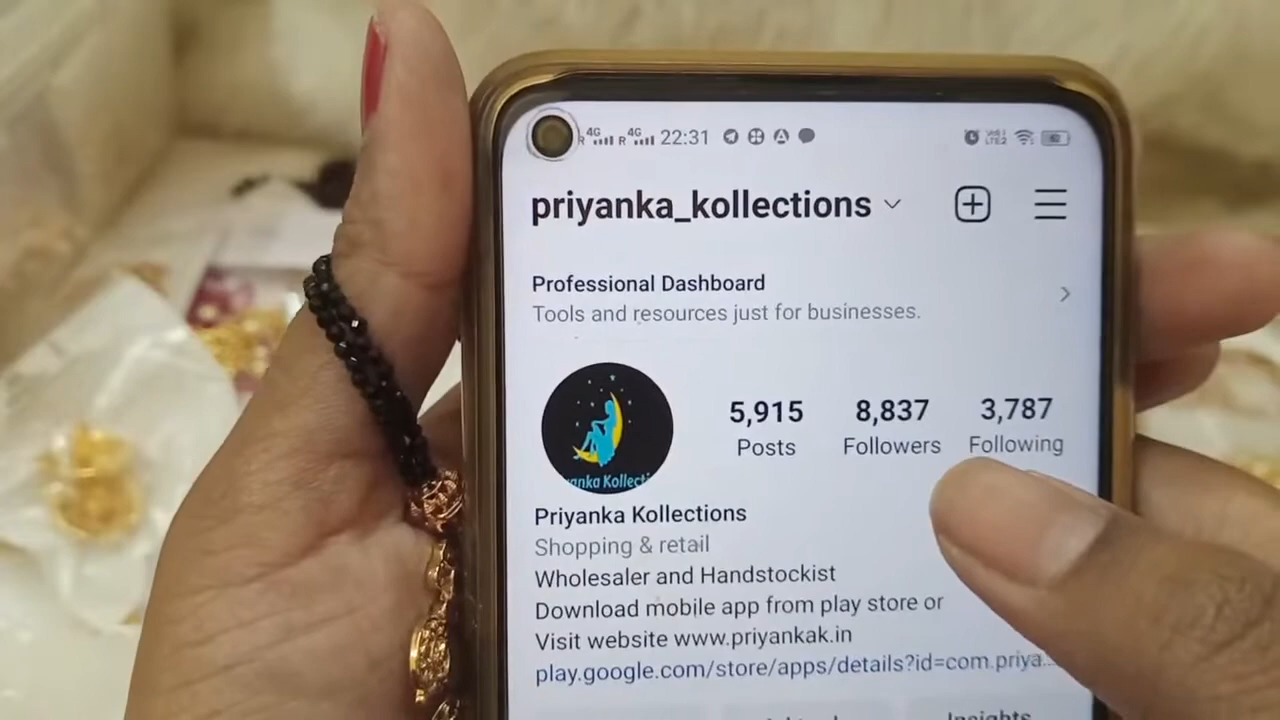 4G R 4G 22:31
priyanka_kollections
Professional Dashboard
Tools and resources just for businesses.
5,915 8,837 3,787
Posts Followers Following
Priyanka Kollections
Shopping & retail
Wholesaler and Handstockist
Download mobile app from play store or
Visit website www.priyankak.in
play.google.com/store/apps/details?id=com.priya...
Insights